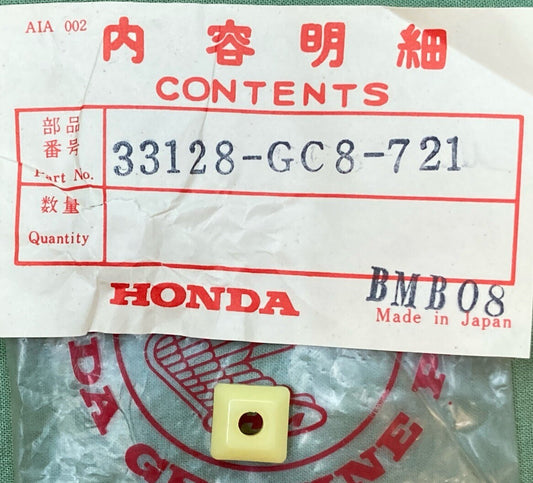 AIA 002
内容明細
CONTENTS
部品
番号
Part No.
33128-GC8-721
数量
Quantity
HONDA
BMB08
Made in Japan